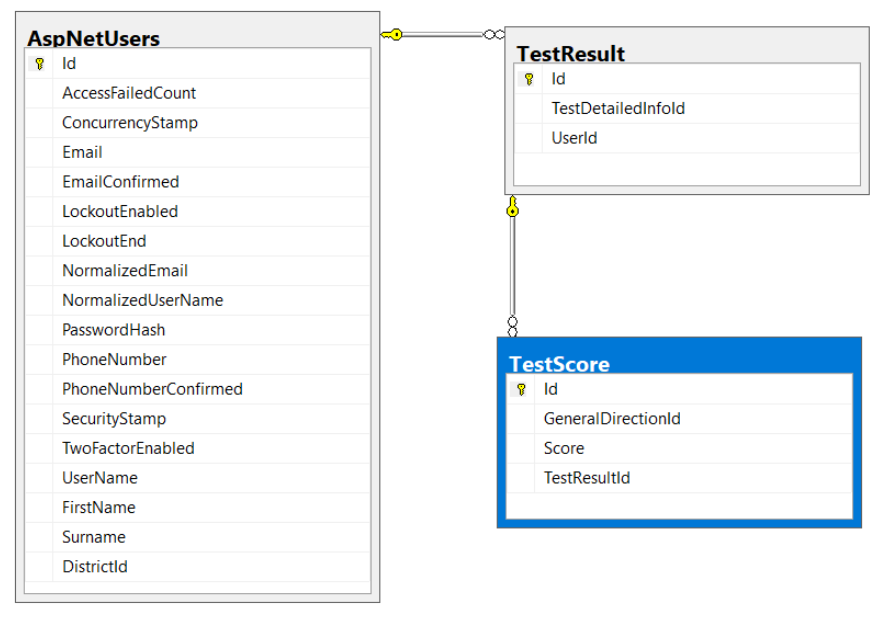 AspNetUsers
Id
AccessFailedCount
ConcurrencyStamp
Email
EmailConfirmed
LockoutEnabled
LockoutEnd
NormalizedEmail
NormalizedUserName
PasswordHash
PhoneNumber
PhoneNumberConfirmed
SecurityStamp
TwoFactorEnabled
UserName
FirstName
Surname
DistrictId
TestResult
Id
TestDetailedInfoId
UserId
TestScore
Id
GeneralDirectionId
Score
TestResultId